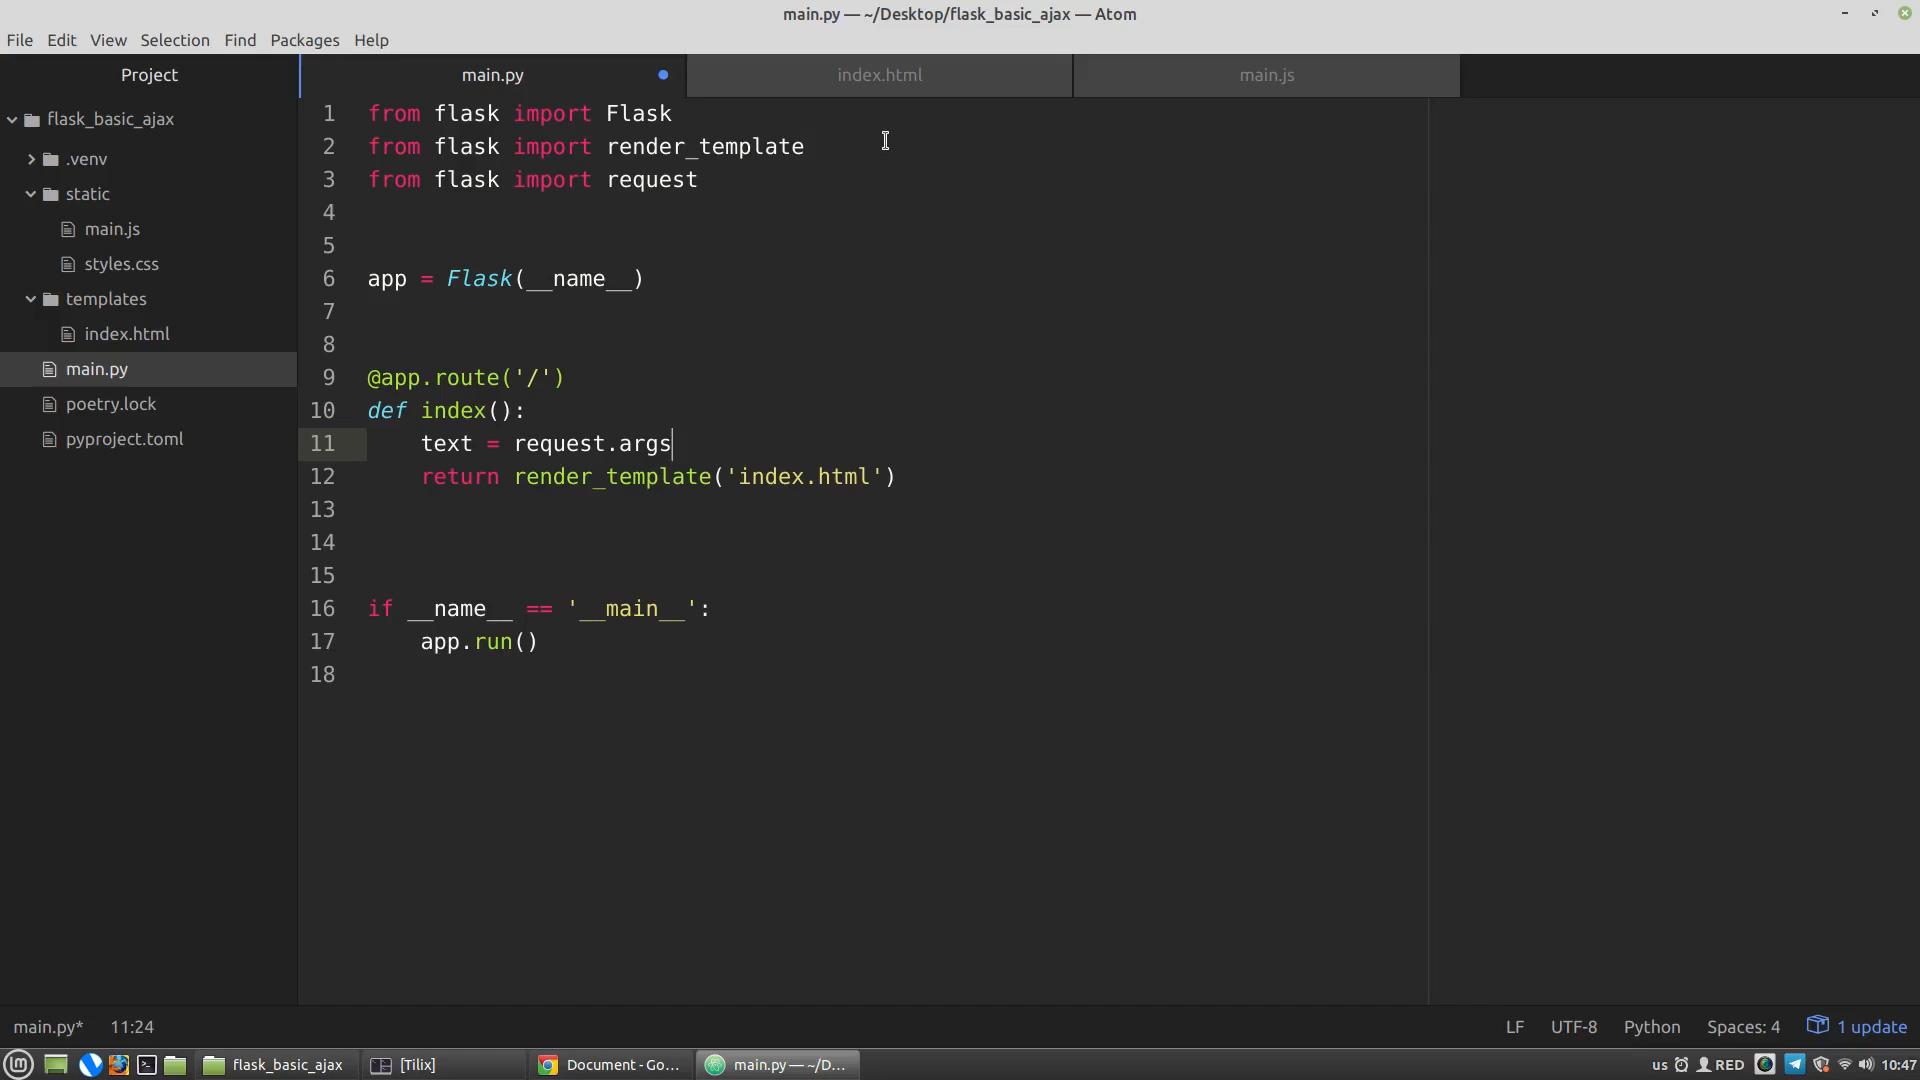 main.py — ~/Desktop/flask_basic_ajax — Atom
File Edit View Selection Find Packages Help
Project
main.py
index.html
main.js
flask_basic_ajax
.venv
static
main.js
styles.css
templates
index.html
main.py
poetry.lock
pyproject.toml
1 from flask import Flask
2 from flask import render_template
3 from flask import request
4
5
6 app = Flask(__name__)
7
8
9 @app.route('/')
10 def index():
11     text = request.args
12     return render_template('index.html')
13
14
15
16 if __name__ == '__main__':
17     app.run()
18
main.py* 11:24 LF UTF-8 Python Spaces: 4 1 update
flask_basic_ajax [Tilix] Document - Go... main.py — ~/D... us RED 10:47